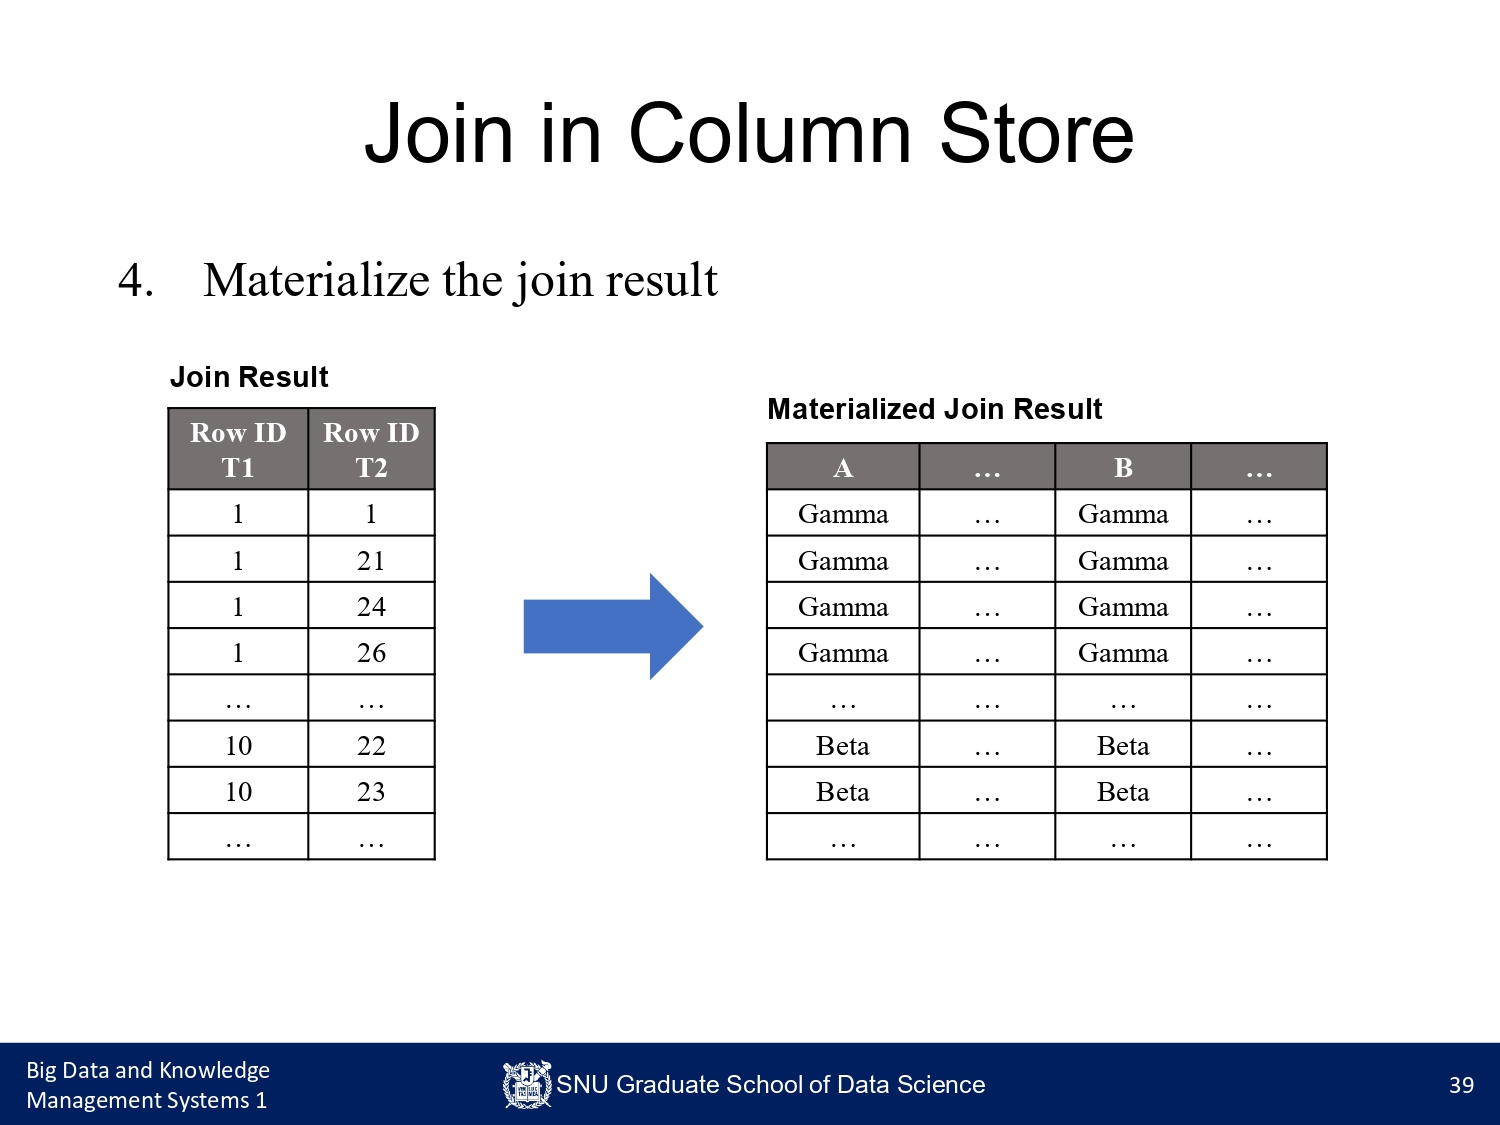 Join in Column Store
4. Materialize the join result
Join Result
Row ID T1 Row ID T2
1 1
1 21
1 24
1 26
… …
10 22
10 23
… …
Materialized Join Result
A … B …
Gamma … Gamma …
Gamma … Gamma …
Gamma … Gamma …
Gamma … Gamma …
… … … …
Beta … Beta …
Beta … Beta …
… … … …
Big Data and Knowledge
Management Systems 1
SNU Graduate School of Data Science
39